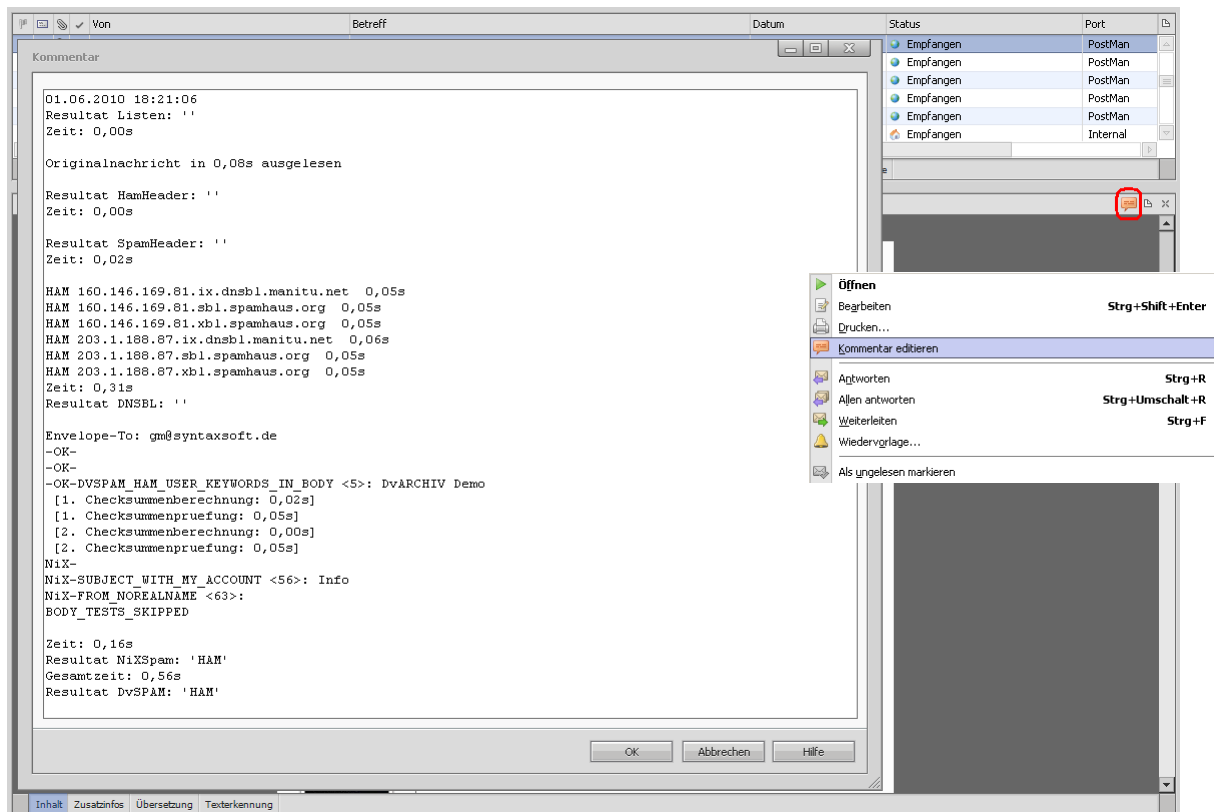 Von Betreff Datum Status Port
Empfangen PostMan
Empfangen PostMan
Empfangen PostMan
Empfangen PostMan
Empfangen PostMan
Empfangen Internal
Kommentar
01.06.2010 18:21:06
Resultat Listen: ''
Zeit: 0,00s
Originalnachricht in 0,08s ausgelesen
Resultat HamHeader: ''
Zeit: 0,00s
Resultat SpamHeader: ''
Zeit: 0,02s
HAM 160.146.169.81.ix.dnsbl.manitu.net 0,05s
HAM 160.146.169.81.sbl.spamhaus.org 0,05s
HAM 160.146.169.81.xbl.spamhaus.org 0,05s
HAM 203.1.188.87.ix.dnsbl.manitu.net 0,06s
HAM 203.1.188.87.sbl.spamhaus.org 0,05s
HAM 203.1.188.87.xbl.spamhaus.org 0,05s
Zeit: 0,31s
Resultat DNSBL: ''
Envelope-To: gm@syntaxsoft.de
-OK-
-OK-
-OK-DVSPAM_HAM_USER_KEYWORDS_IN_BODY <5>: DvARCHIV Demo
[1. Checksummenberechnung: 0,02s]
[1. Checksummenpruefung: 0,05s]
[2. Checksummenberechnung: 0,00s]
[2. Checksummenpruefung: 0,05s]
NiX-
NiX-SUBJECT_WITH_MY_ACCOUNT <56>: Info
NiX-FROM_NOREALNAME <63>:
BODY_TESTS_SKIPPED
Zeit: 0,16s
Resultat NiXSpam: 'HAM'
Gesamtzeit: 0,56s
Resultat DvSPAM: 'HAM'
OK Abbrechen Hilfe
Öffnen
Bearbeiten Strg+Shift+Enter
Drucken...
Kommentar editieren
Antworten Strg+R
Allen antworten Strg+Umschalt+R
Weiterleiten Strg+F
Wiedervorlage...
Als ungelesen markieren
Inhalt Zusatzinfos Übersetzung Texterkennung